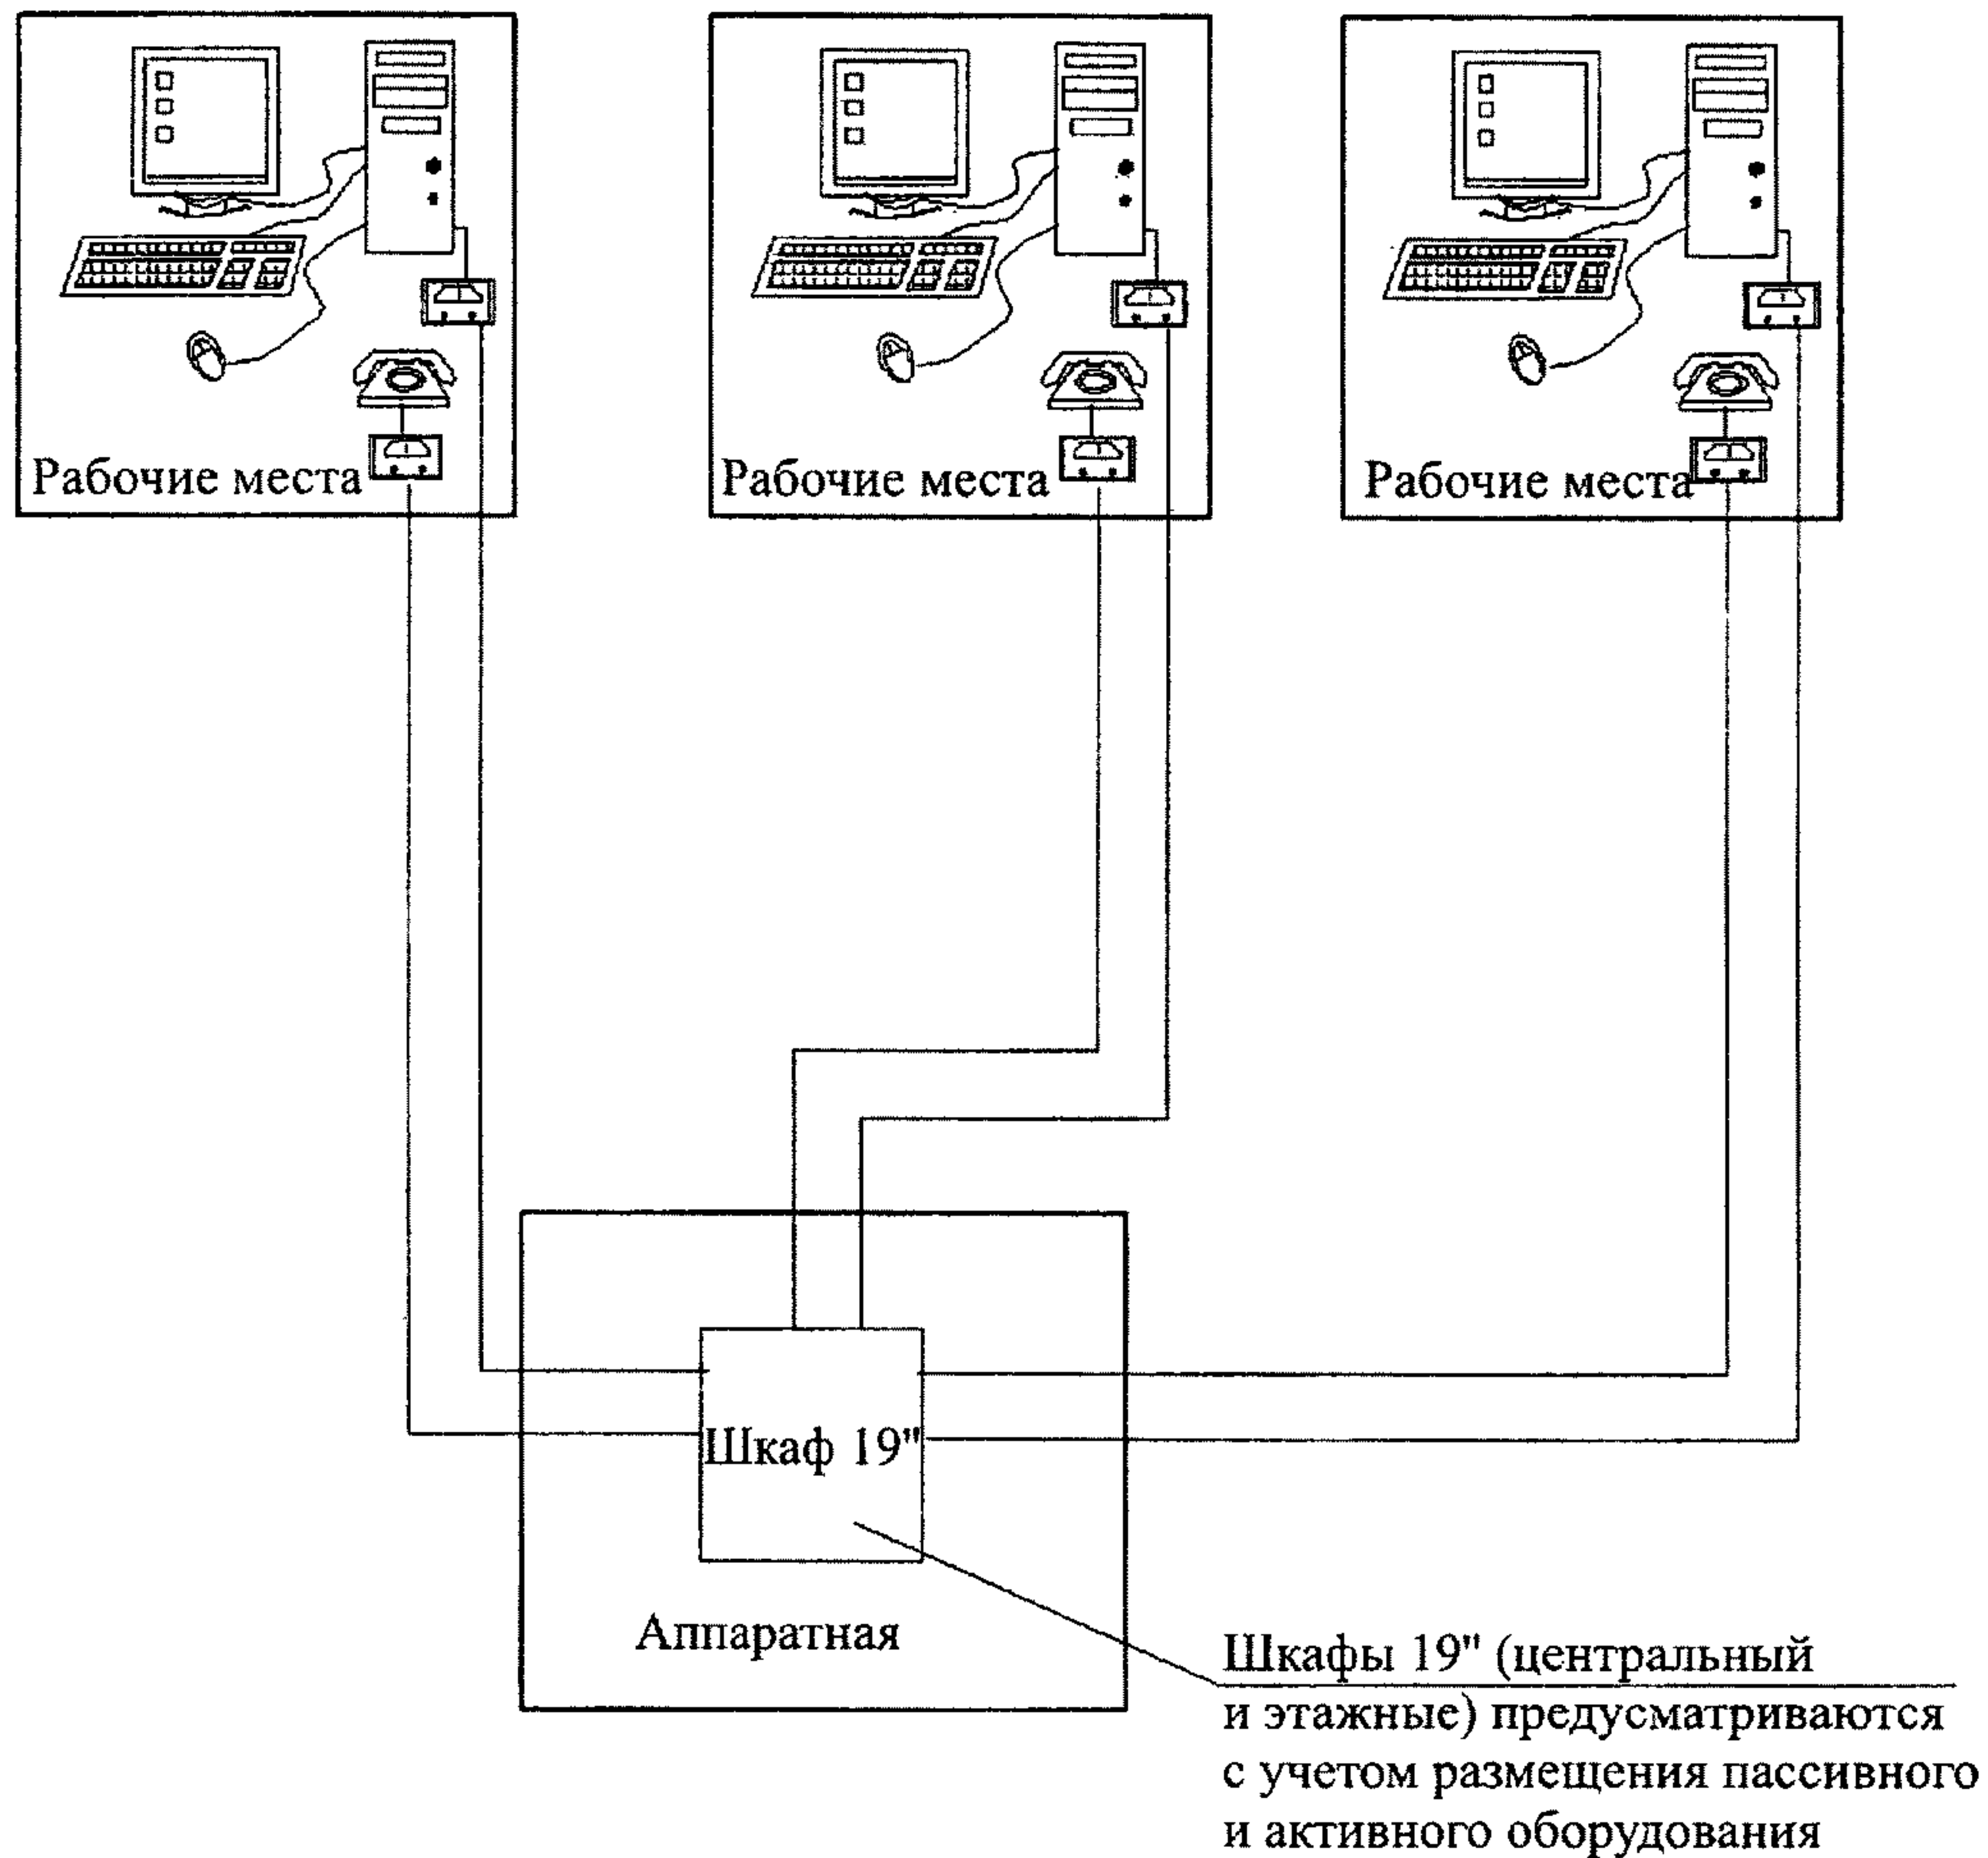 Рабочие места
Рабочие места
Рабочие места
Шкаф 19"
Аппаратная
Шкафы 19" (центральный
и этажные) предусматриваются
с учетом размещения пассивного
и активного оборудования